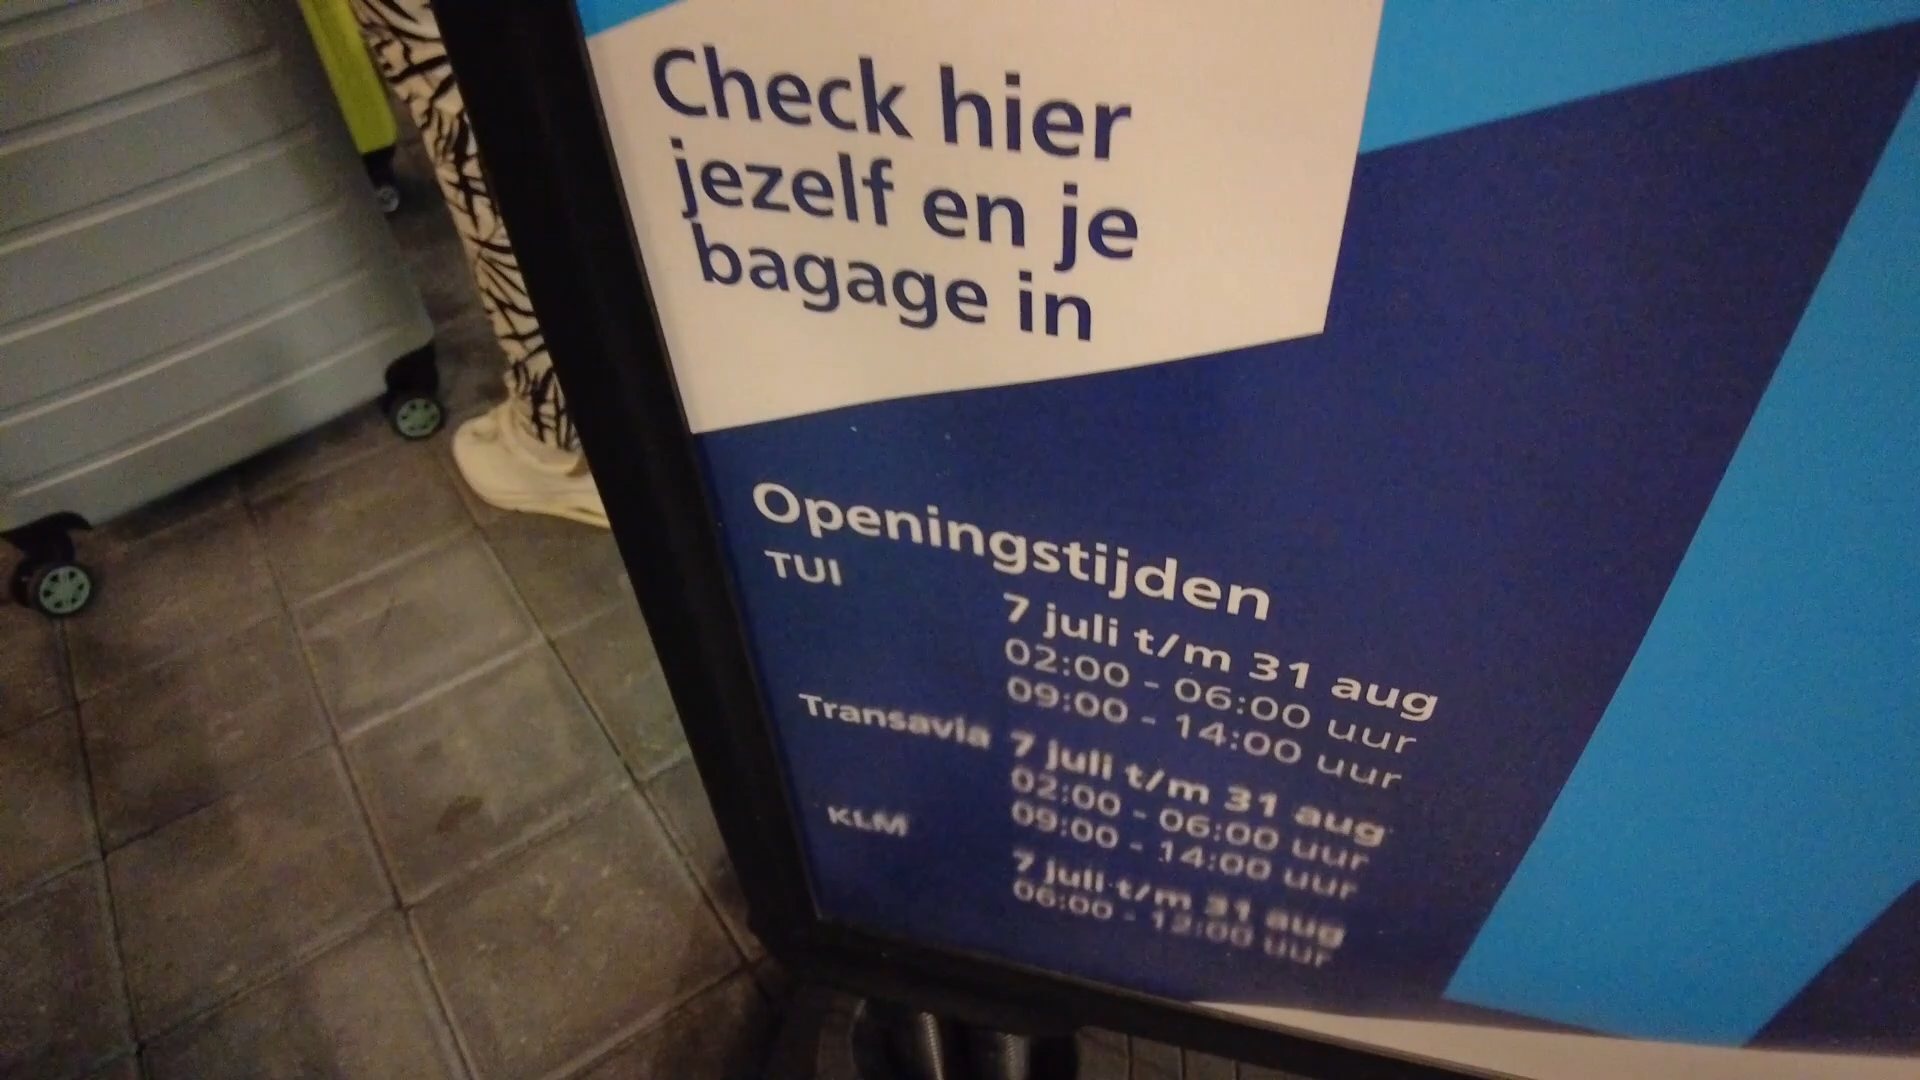 Check hier
jezelf en je
bagage in
Openingstijden
TUI
7 juli t/m 31 aug
02:00 - 06:00 uur
09:00 - 14:00 uur
Transavia 7 juli t/m 31 aug
02:00 - 06:00 uur
09:00 - 14:00 uur
KLM
7 juli t/m 31 aug
06:00 - 12:00 uur